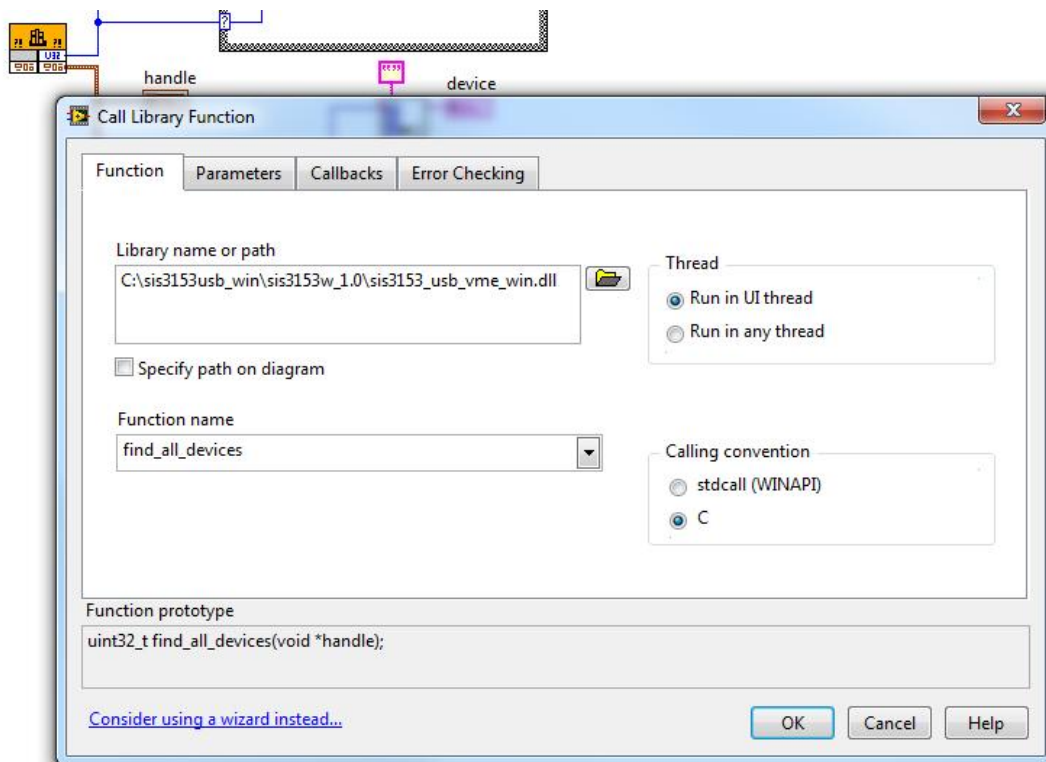 ?
U32
handle
device
Call Library Function
Function
Parameters
Callbacks
Error Checking
Library name or path
C:\sis3153usb_win\sis3153w_1.0\sis3153_usb_vme_win.dll
Specify path on diagram
Thread
Run in UI thread
Run in any thread
Function name
find_all_devices
Calling convention
stdcall (WINAPI)
C
Function prototype
uint32_t find_all_devices(void *handle);
Consider using a wizard instead...
OK
Cancel
Help